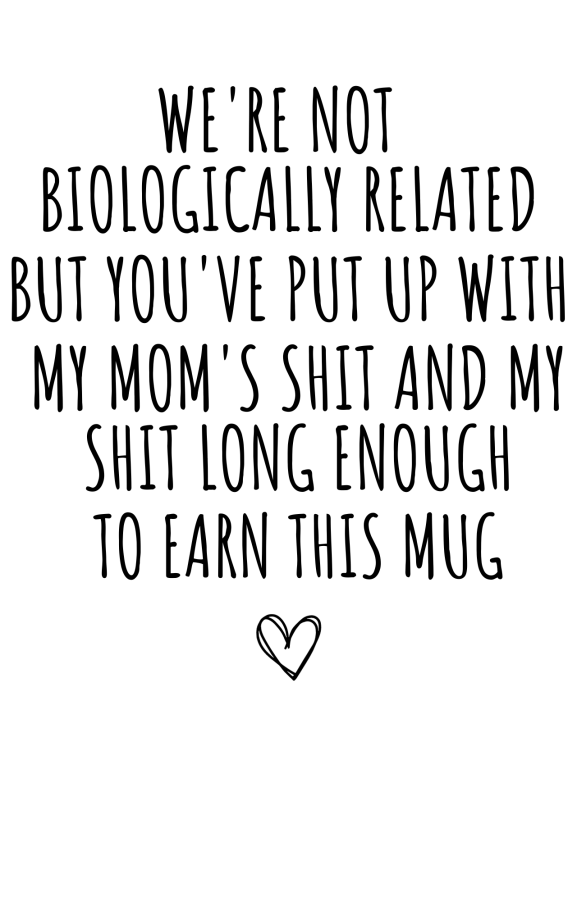 WE'RE NOT
BIOLOGICALLY RELATED
BUT YOU'VE PUT UP WITH
MY MOM'S SHIT AND MY
SHIT LONG ENOUGH
TO EARN THIS MUG